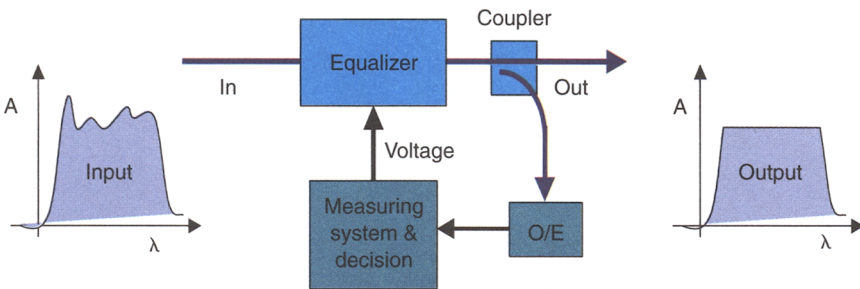 Coupler
Equalizer
In
Out
A
Input
Voltage
A
Output
Measuring
system &
decision
O/E
λ
λ